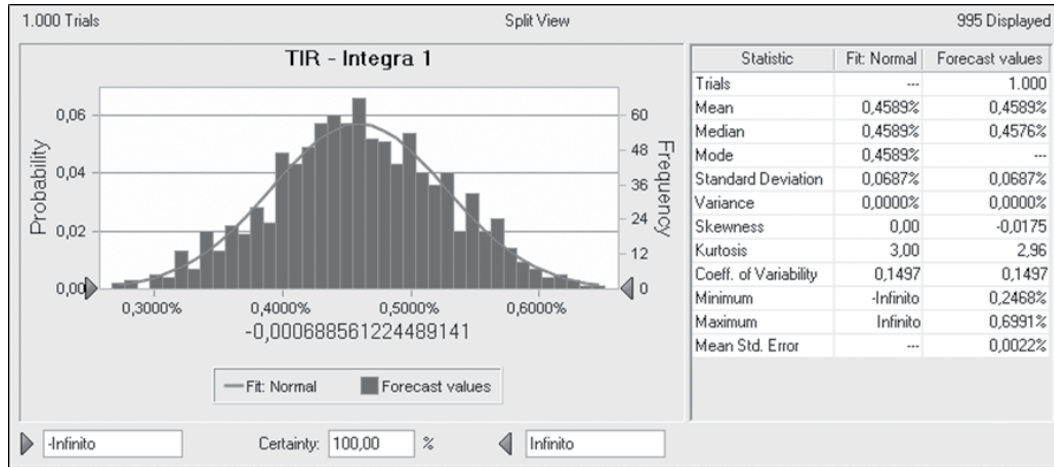 1.000 Trials Split View 995 Displayed
TIR - Integra 1
Probability
0,06
0,04
0,02
0,00
Frequency
60
48
36
24
12
0
0,3000% 0,4000% 0,5000% 0,6000%
-0,000688561224489141
Fit: Normal Forecast values
Statistic Fit: Normal Forecast values
Trials --- 1.000
Mean 0,4589% 0,4589%
Median 0,4589% 0,4576%
Mode 0,4589% ---
Standard Deviation 0,0687% 0,0687%
Variance 0,0000% 0,0000%
Skewness 0,00 -0,0175
Kurtosis 3,00 2,96
Coeff. of Variability 0,1497 0,1497
Minimum -Infinito 0,2468%
Maximum Infinito 0,6991%
Mean Std. Error --- 0,0022%
-Infinito Certainty: 100,00 % Infinito